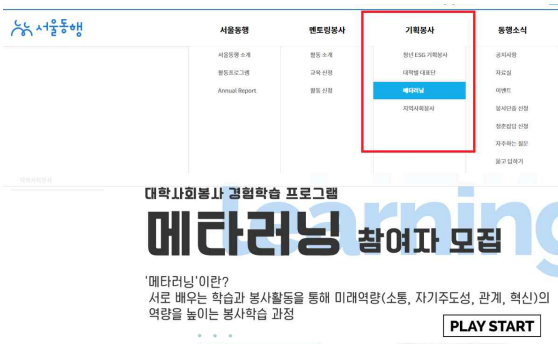 서울동행
서울동행 멘토링봉사 기획봉사 동행소식
서울동행 소개 활동 소개 청년 ESG 기획봉사 공지사항
활동프로그램 교육 신청 대학별 대표단 자료실
Annual Report 활동 신청 메타러닝 이벤트
지역사회봉사 봉사단증 신청
청춘잡담 신청
자주하는 질문
묻고 답하기
지역사회봉사
learning
대학사회봉사 경험학습 프로그램
메타러닝 참여자 모집
'메타러닝'이란?
서로 배우는 학습과 봉사활동을 통해 미래역량(소통, 자기주도성, 관계, 혁신)의
역량을 높이는 봉사학습 과정
PLAY START